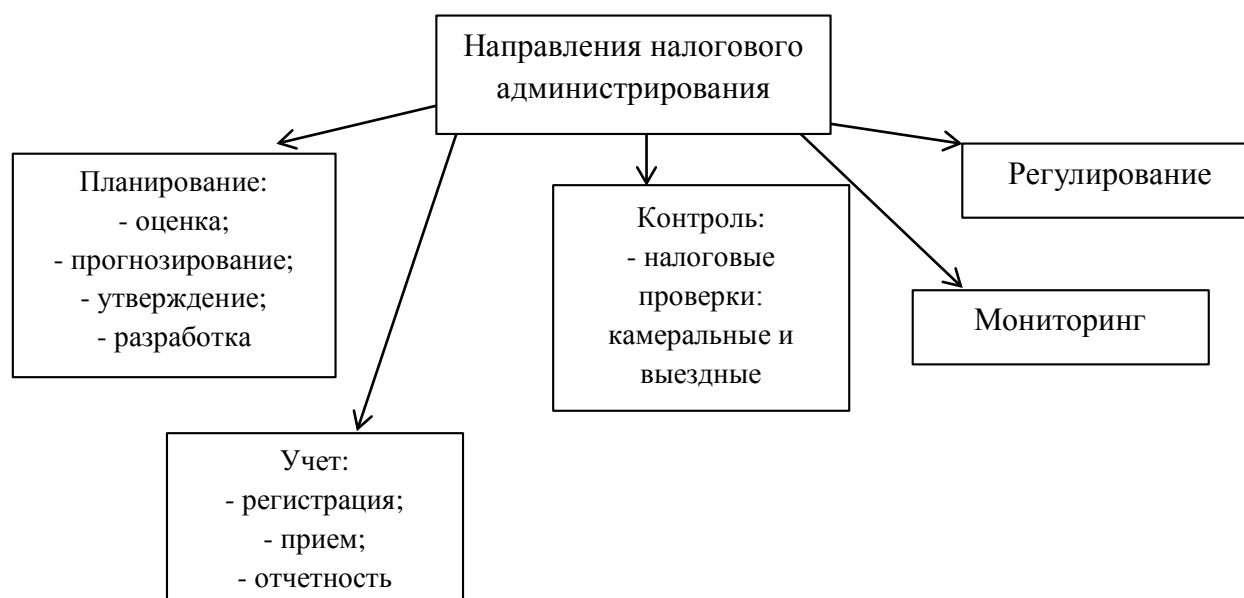 Направления налогового
администрирования
Планирование:
- оценка;
- прогнозирование;
- утверждение;
- разработка
Учет:
- регистрация;
- прием;
- отчетность
Контроль:
- налоговые
проверки:
камеральные и
выездные
Мониторинг
Регулирование